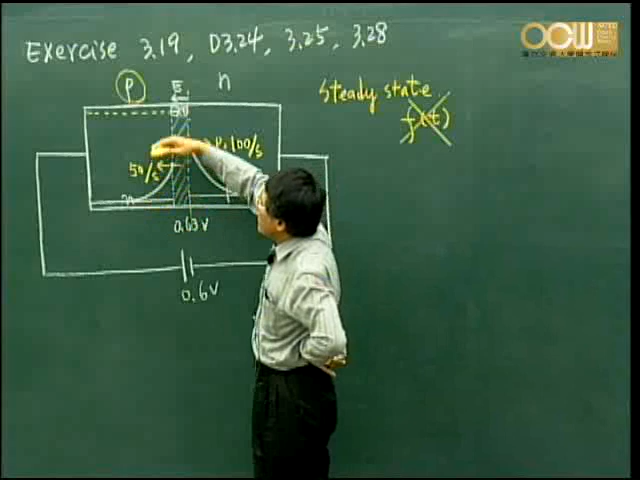 Exercise 3.19, D3.24, 3.25, 3.28
OCW
P
E
n
Steady state.
f(t)
P, 100/s
50/s
n
0.63V
0.6V